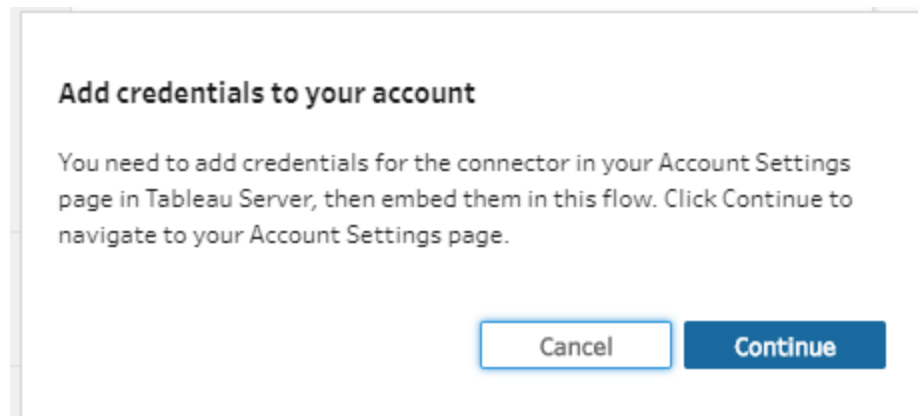 Add credentials to your account
You need to add credentials for the connector in your Account Settings
page in Tableau Server, then embed them in this flow. Click Continue to
navigate to your Account Settings page.
Cancel
Continue